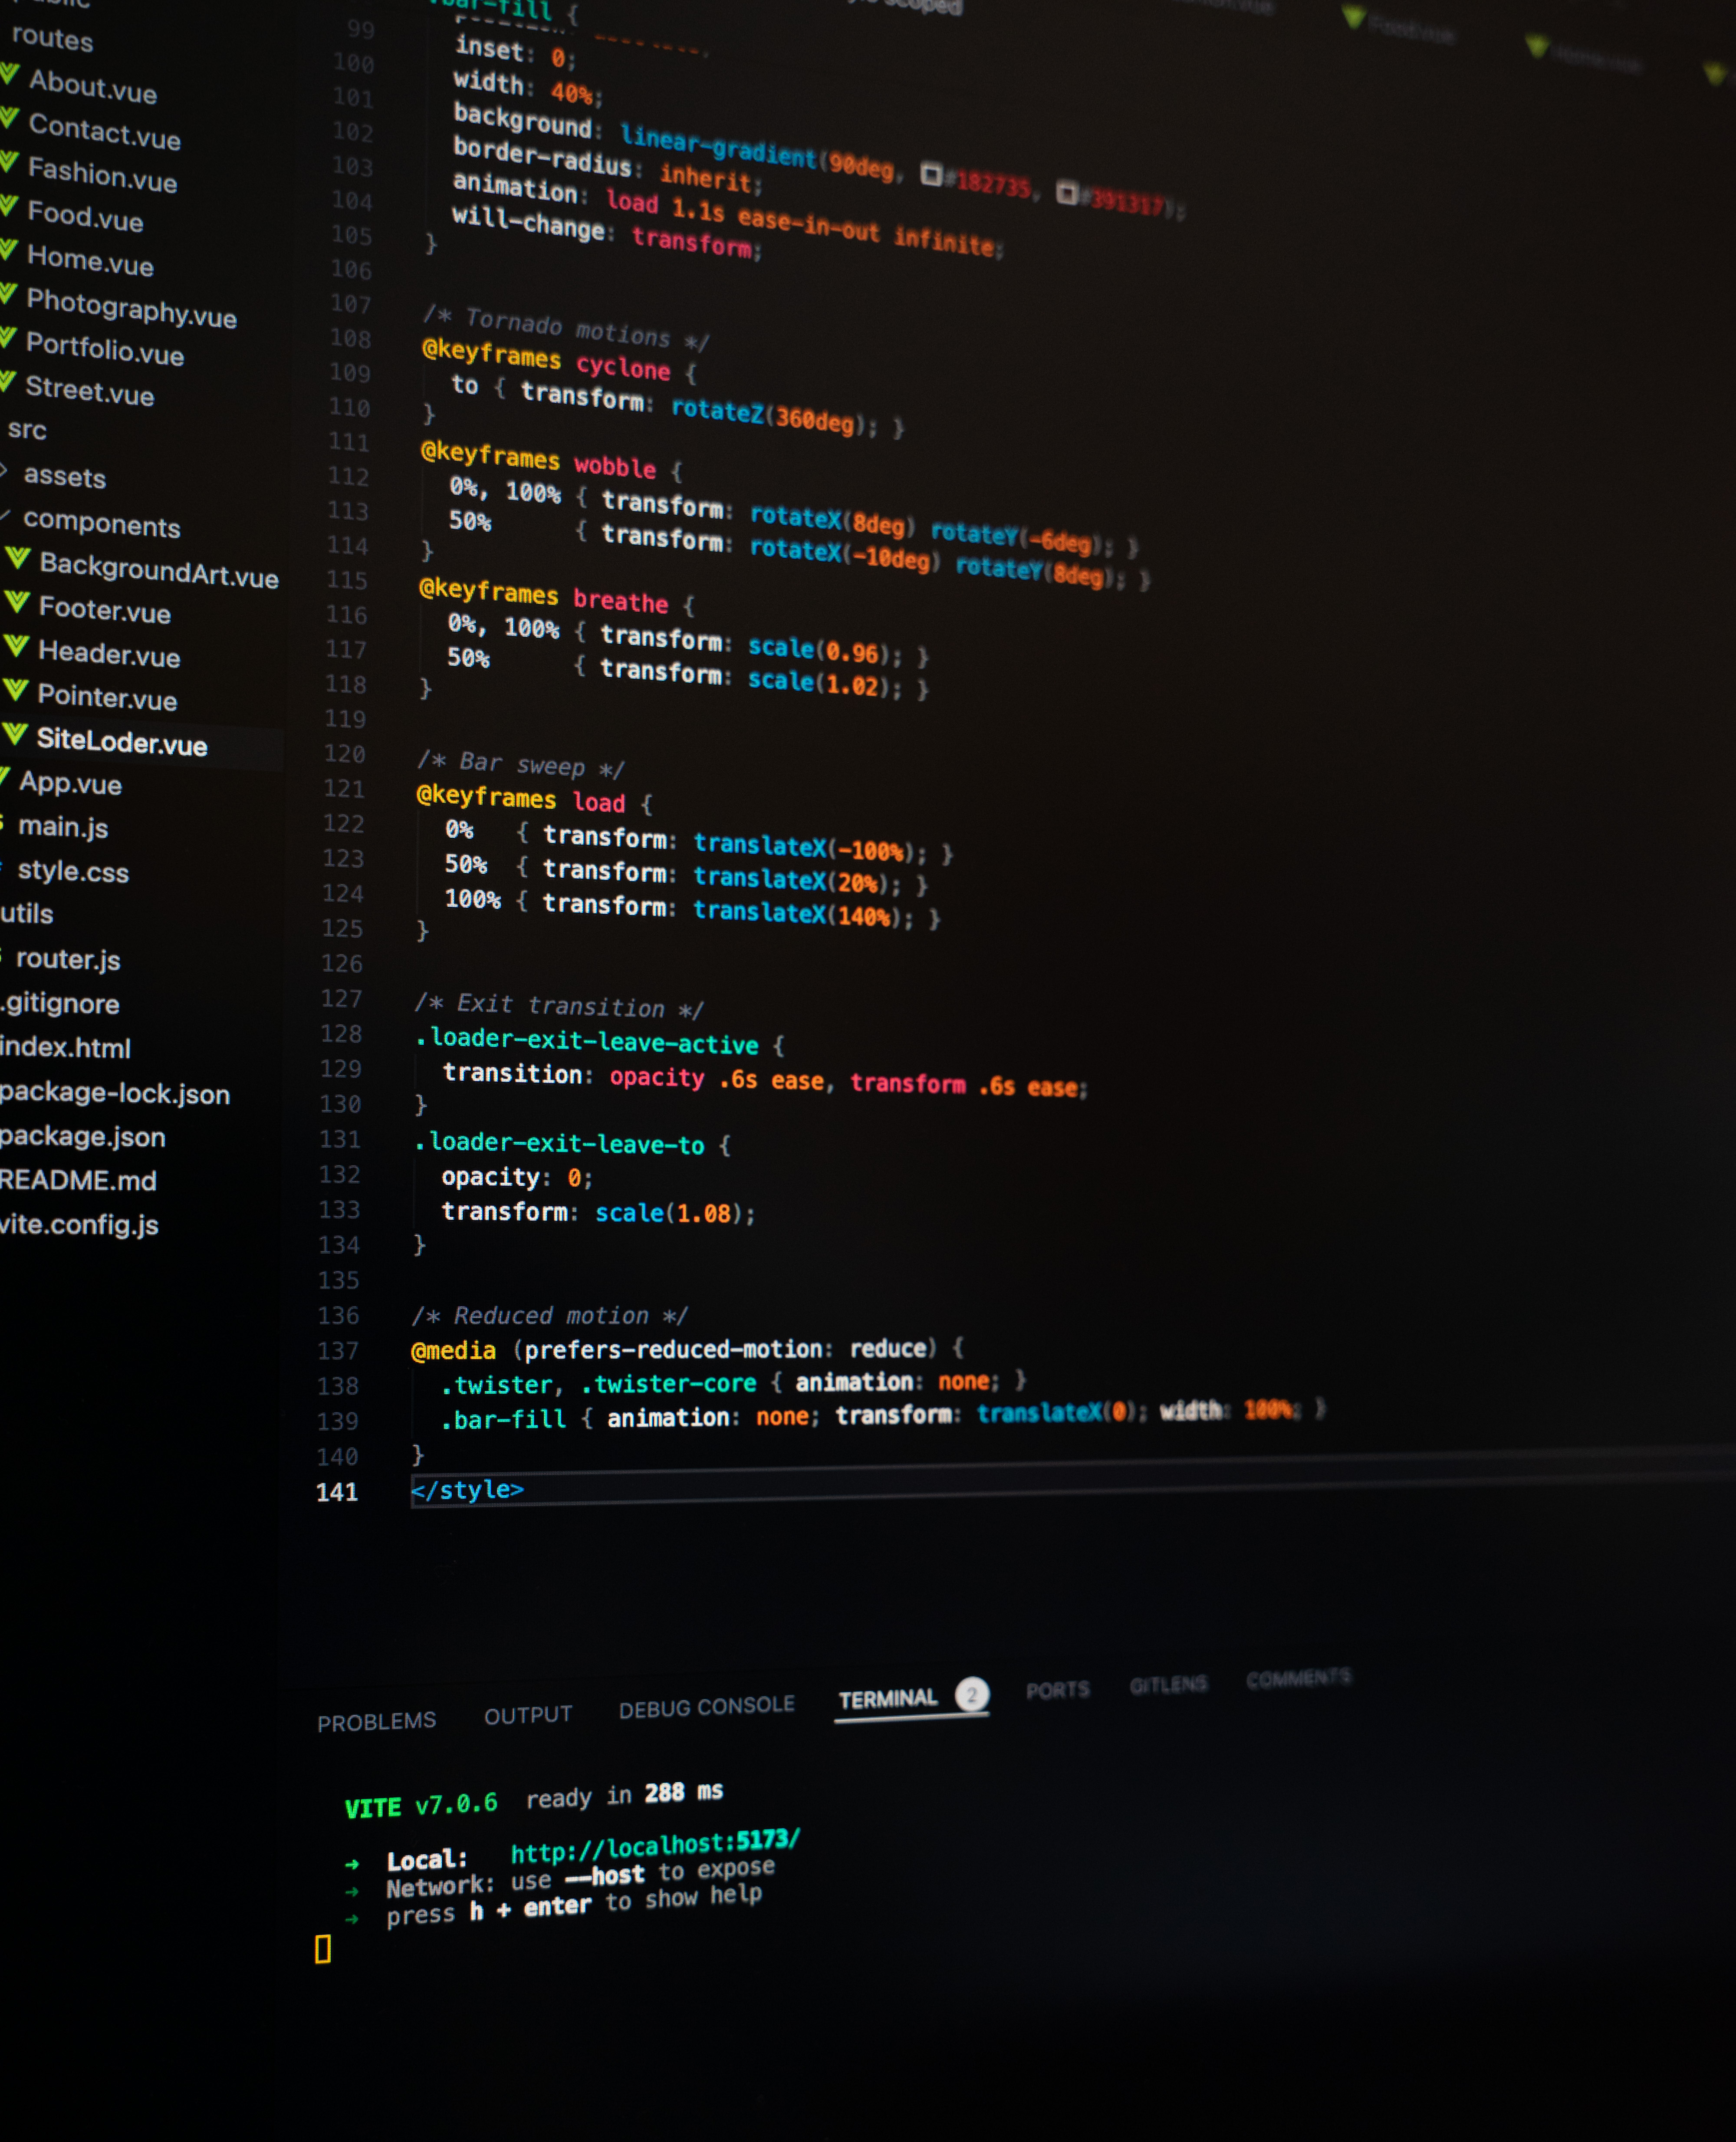 routes
About.vue
Contact.vue
Fashion.vue
Food.vue
Home.vue
Photography.vue
Portfolio.vue
Street.vue
src
assets
components
BackgroundArt.vue
Footer.vue
Header.vue
Pointer.vue
SiteLoder.vue
App.vue
main.js
style.css
utils
router.js
.gitignore
index.html
package-lock.json
package.json
README.md
vite.config.js
scoped
Food.vue
Home.vue
.bar-fill {
99
100 inset: 0;
101 width: 40%;
102 background: linear-gradient(90deg, #182735, #391317);
103 border-radius: inherit;
104 animation: load 1.1s ease-in-out infinite;
105 will-change: transform;
106 }
107
108 /* Tornado motions */
109 @keyframes cyclone {
110 to { transform: rotateZ(360deg); }
111 }
112 @keyframes wobble {
113 0%, 100% { transform: rotateX(8deg) rotateY(-6deg); }
114 50% { transform: rotateX(-10deg) rotateY(8deg); }
115 }
116 @keyframes breathe {
117 0%, 100% { transform: scale(0.96); }
118 50% { transform: scale(1.02); }
119 }
120 /* Bar sweep */
121 @keyframes load {
122 0% { transform: translateX(-100%); }
123 50% { transform: translateX(20%); }
124 100% { transform: translateX(140%); }
125 }
126
127 /* Exit transition */
128 .loader-exit-leave-active {
129 transition: opacity .6s ease, transform .6s ease;
130 }
131 .loader-exit-leave-to {
132 opacity: 0;
133 transform: scale(1.08);
134 }
135
136 /* Reduced motion */
137 @media (prefers-reduced-motion: reduce) {
138 .twister, .twister-core { animation: none; }
139 .bar-fill { animation: none; transform: translateX(0); width: 100%; }
140 }
141 </style>
PROBLEMS OUTPUT DEBUG CONSOLE TERMINAL 2 PORTS GITLENS COMMENTS
VITE v7.0.6 ready in 288 ms
➜ Local: http://localhost:5173/
➜ Network: use --host to expose
➜ press h + enter to show help